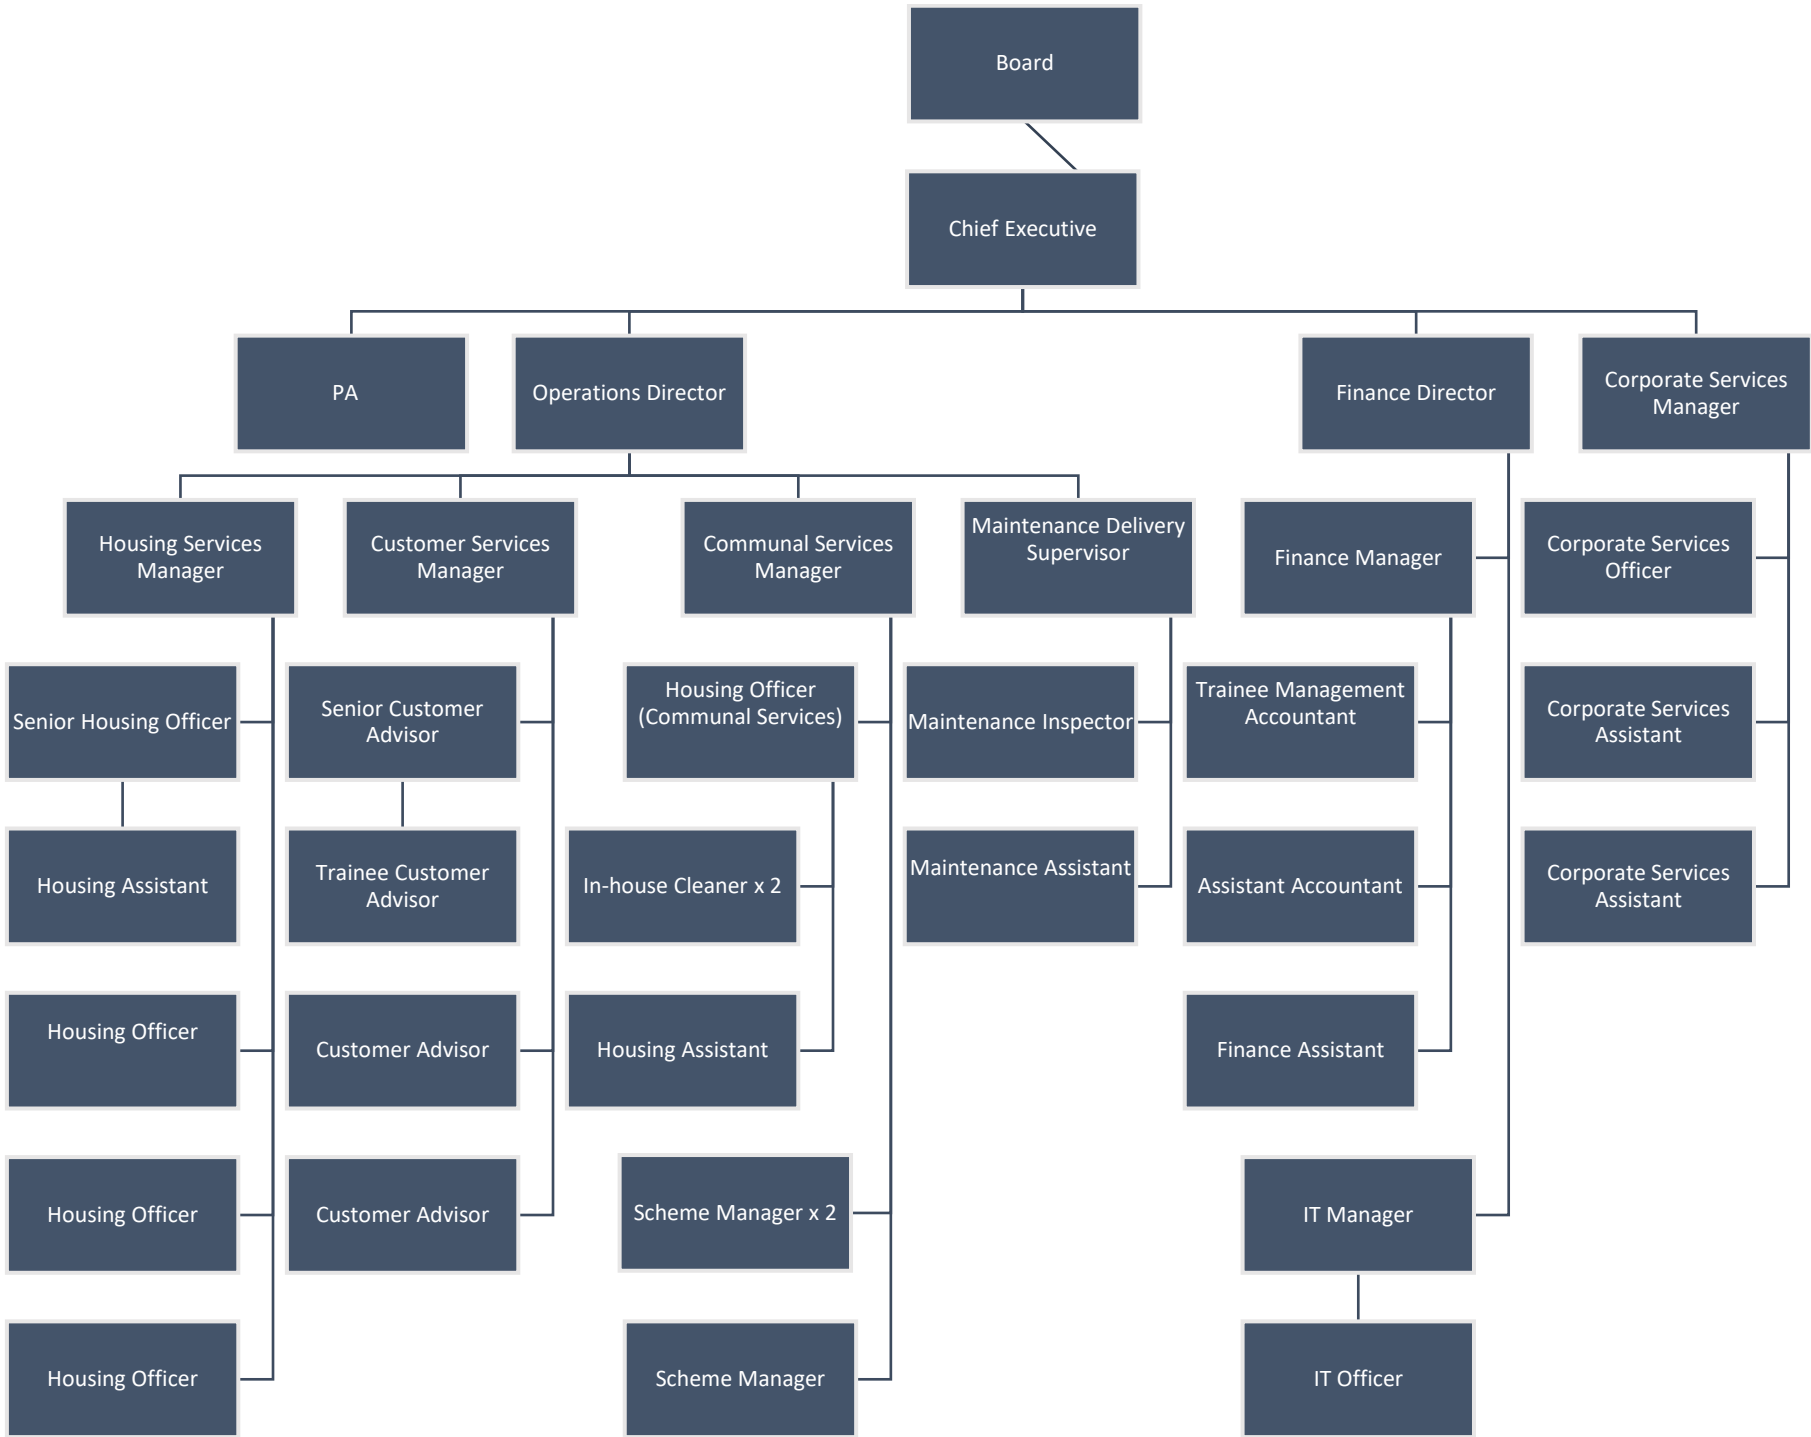 Board
Chief Executive
PA
Operations Director
Finance Director
Corporate Services
Manager
Housing Services
Manager
Customer Services
Manager
Communal Services
Manager
Maintenance Delivery
Supervisor
Finance Manager
Corporate Services
Officer
Senior Housing Officer
Senior Customer
Advisor
Housing Officer
(Communal Services)
Maintenance Inspector
Trainee Management
Accountant
Corporate Services
Assistant
Housing Assistant
Trainee Customer
Advisor
In-house Cleaner x 2
Maintenance Assistant
Assistant Accountant
Corporate Services
Assistant
Housing Officer
Customer Advisor
Housing Assistant
Finance Assistant
Housing Officer
Customer Advisor
Scheme Manager x 2
IT Manager
Housing Officer
Scheme Manager
IT Officer